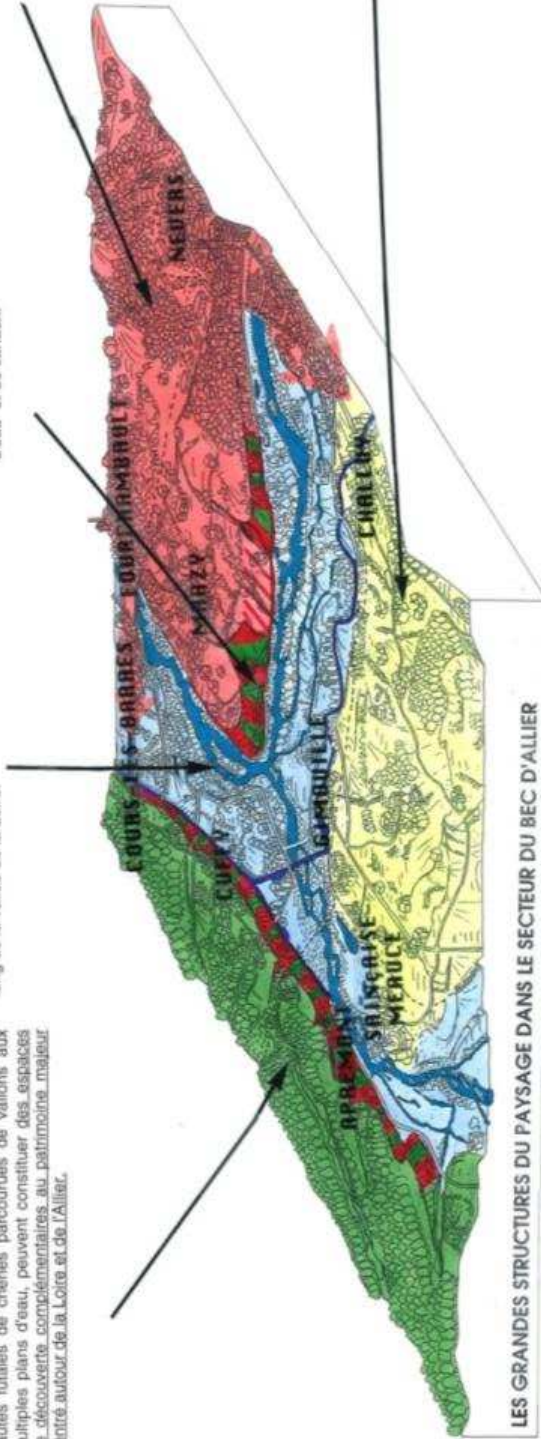 autes futaies de chênes parcourues de vallons aux
ultiples plans d'eau, peuvent constituer des espaces
découverte complémentaires au patrimoine majeur
ntré autour de la Loire et de l'Allier.
COURS-LES-BARRES
FOURCHAMBAULT
NEVERS
MARZY
CUFFY
GIMOUILLE
CHALLUY
APREMONT
SAINCAISE-
MEAUCE
LES GRANDES STRUCTURES DU PAYSAGE DANS LE SECTEUR DU BEC D'ALLIER